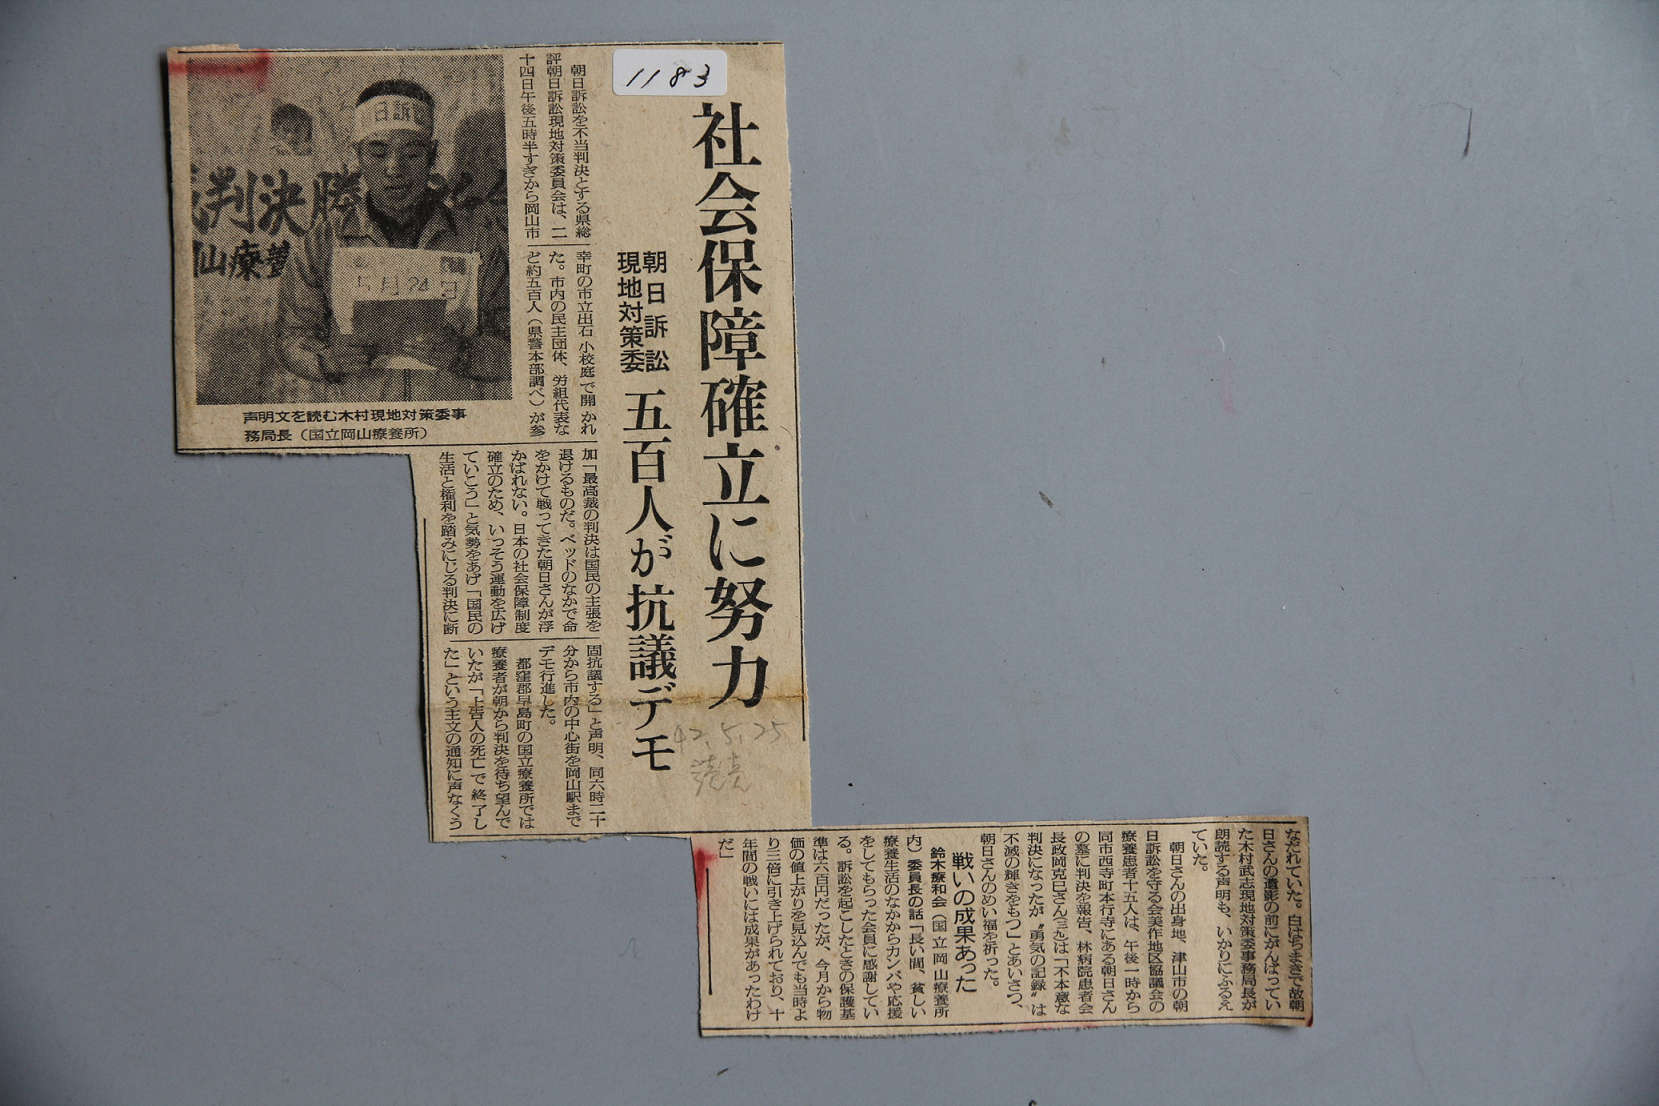 1183
社会保障確立に努力
朝日訴訟
現地対策委
五百人が抗議デモ
42.5.25
読売
朝日訴訟を不当判決とする県総
評朝日訴訟現地対策委員会は、二
十四日午後五時半すぎから岡山市
幸町の市立出石小校庭で開かれ
た。市内の民主団体、労組代表な
ど約五百人（県警本部調べ）が参
加「最高裁の判決は国民の主張を
退けるものだ。ベッドのなかで命
をかけて戦ってきた朝日さんが浮
かばれない。日本の社会保障制度
確立のため、いっそう運動を広げ
ていこう」と気勢をあげ「国民の
生活と権利を踏みにじる判決に断
固抗議する」と声明、同六時二十
分から市内の中心街を岡山駅まで
デモ行進した。
都窪郡早島町の国立療養所では
療養者が朝から判決を待ち望んで
いたが「上告人の死亡で終了し
た」という主文の通知に声なくう
なだれていた。白はちまきで故朝
日さんの遺影の前にがんばってい
た木村武志現地対策委事務局長が
朗読する声明も、いかりにふるえ
ていた。
朝日さんの出身地、津山市の朝
日訴訟を守る会美作地区協議会の
療養患者十五人は、午後一時から
同市西寺町本行寺にある朝日さん
の墓に判決を報告、林病院患者会
長政岡克巳さん(三九)は「不本意な
判決になったが〝勇気の記録〟は
不滅の輝きをもつ」とあいさつ、
朝日さんのめい福を祈った。
戦いの成果あった
鈴木療和会（国立岡山療養所
内）委員長の話「長い間、貧しい
療養生活のなかからカンパや応援
をしてもらった会員に感謝してい
る。訴訟を起こしたときの保護基
準は六百円だったが、今月から物
価の値上がりを見込んでも当時よ
り三倍に引き上げられており、十
年間の戦いには成果があったわけ
だ」
日訴訟
判決勝
山療養
5月24日
声明文を読む木村現地対策委事
務局長（国立岡山療養所）